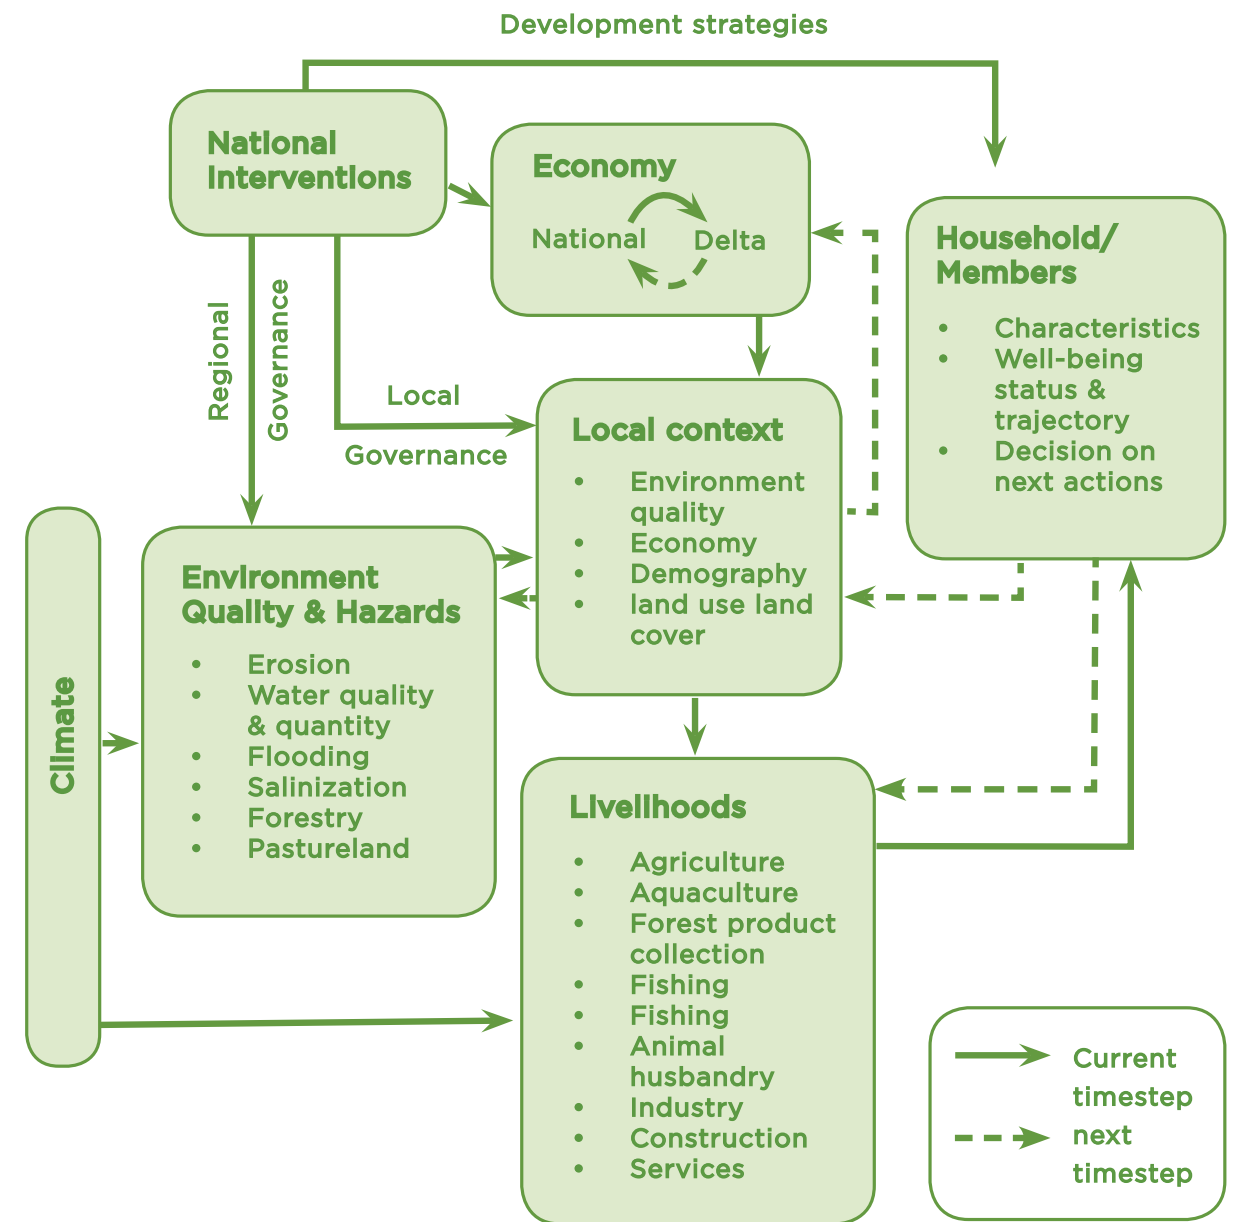 Development strategies
National
Interventions
Economy
National
Delta
Household/
Members
• Characteristics
• Well-being
status &
trajectory
• Decision on
next actions
Regional
Governance
Local
Governance
Local context
• Environment
quality
• Economy
• Demography
• land use land
cover
Climate
Environment
Quality & Hazards
• Erosion
• Water quality
& quantity
• Flooding
• Salinization
• Forestry
• Pastureland
Livelihoods
• Agriculture
• Aquaculture
• Forest product
collection
• Fishing
• Fishing
• Animal
husbandry
• Industry
• Construction
• Services
Current
timestep
next
timestep